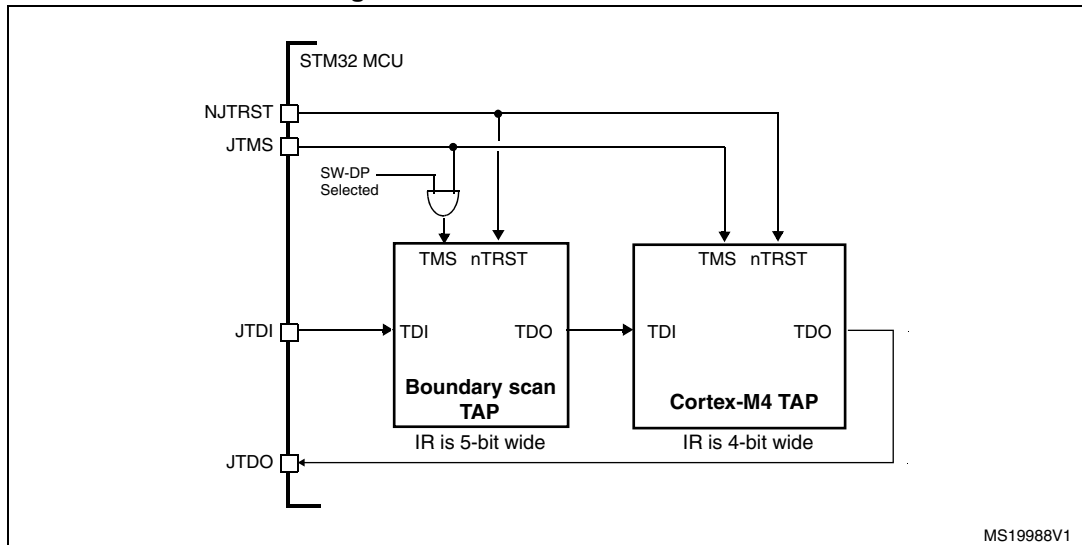 STM32 MCU
NJTRST
JTMS
SW-DP
Selected
TMS nTRST
TMS nTRST
JTDI
TDI
TDO
TDI
TDO
Boundary scan
TAP
Cortex-M4 TAP
IR is 5-bit wide
IR is 4-bit wide
JTDO
MS19988V1